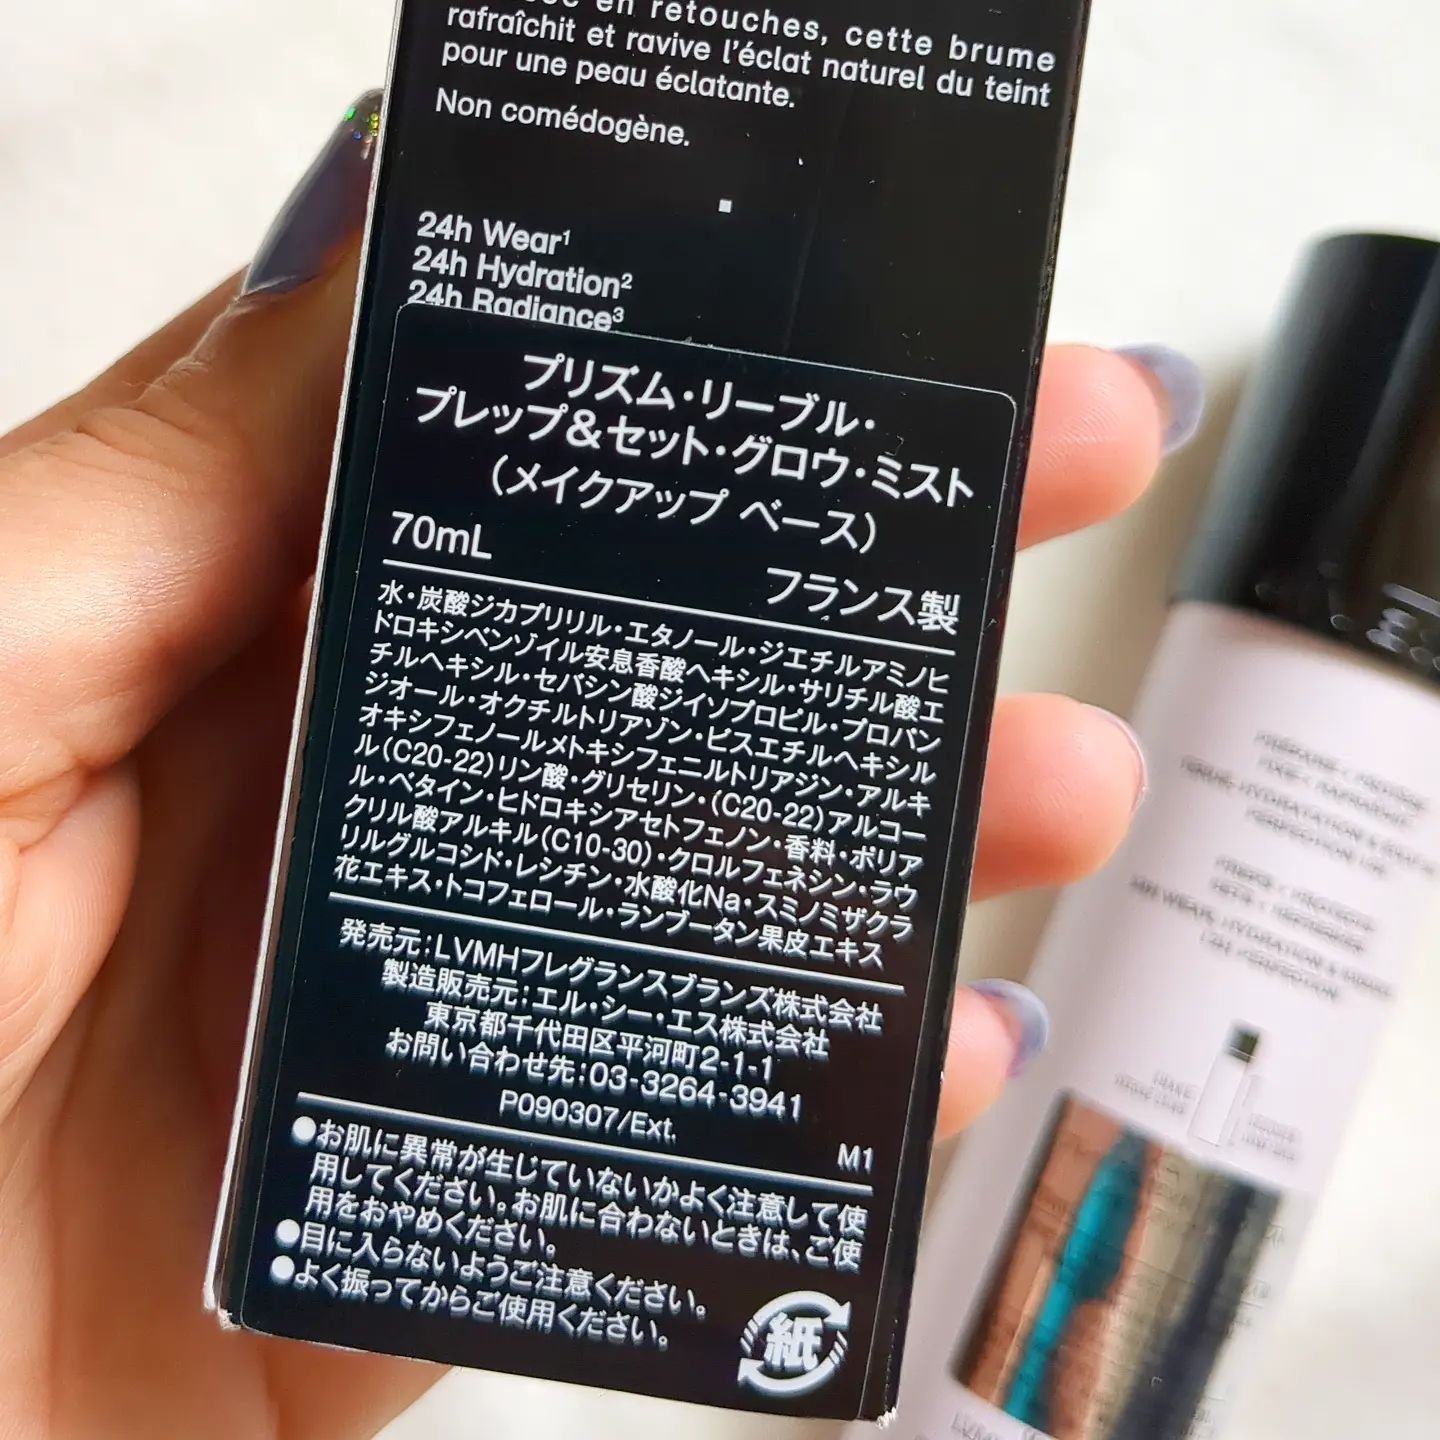 en retouches, cette brume
rafraîchit et ravive l'éclat naturel du teint
pour une peau éclatante.
Non comédogène.
24h Wear¹
24h Hydration²
24h Radiance³
プリズム・リーブル・
プレップ&セット・グロウ・ミスト
(メイクアップ ベース)
70mL
フランス製
水・炭酸ジカプリリル・エタノール・ジエチルアミノヒ
ドロキシベンゾイル安息香酸ヘキシル・サリチル酸エ
チルヘキシル・セバシン酸ジイソプロピル・プロパン
ジオール・オクチルトリアゾン・ビスエチルヘキシル
オキシフェノールメトキシフェニルトリアジン・アルキ
ル(C20-22)リン酸・グリセリン・(C20-22)アルコー
ル・ベタイン・ヒドロキシアセトフェノン・香料・ポリア
クリル酸アルキル(C10-30)・クロルフェネシン・ラウ
リルグルコシド・レシチン・水酸化Na・スミノミザクラ
花エキス・トコフェロール・ランブータン果皮エキス
発売元:LVMHフレグランスブランズ株式会社
製造販売元:エル・シー・エス株式会社
東京都千代田区平河町2-1-1
お問い合わせ先:03-3264-3941
P090307/Ext.
M1
●お肌に異常が生じていないかよく注意して使
用してください。お肌に合わないときは、ご使
用をおやめください。
●目に入らないようご注意ください。
●よく振ってからご使用ください。
紙